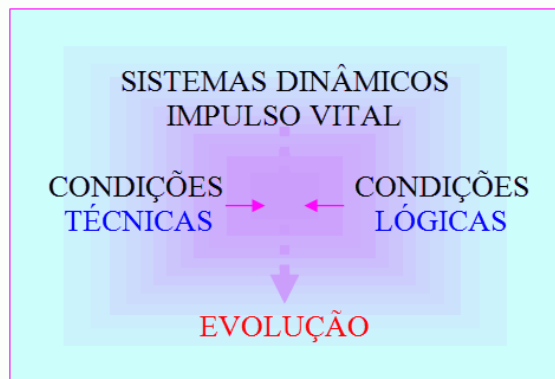 SISTEMAS DINÂMICOS
IMPULSO VITAL
CONDIÇÕES
TÉCNICAS
CONDIÇÕES
LÓGICAS
EVOLUÇÃO